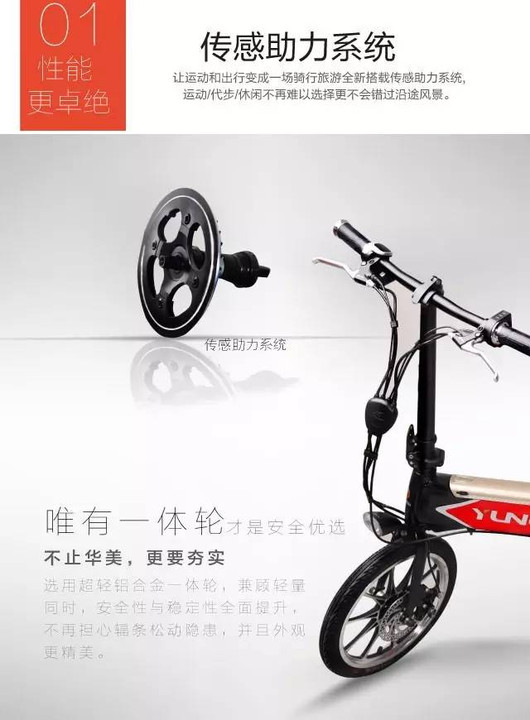 01
性能
更卓绝
传感助力系统
让运动和出行变成一场骑行旅游全新搭载传感助力系统,
运动/代步/休闲不再难以选择更不会错过沿途风景。
传感助力系统
YUN
唯有一体轮才是安全优选
不止华美，更要夯实
选用超轻铝合金一体轮，兼顾轻量
同时，安全性与稳定性全面提升，
不再担心辐条松动隐患，并且外观
更精美。